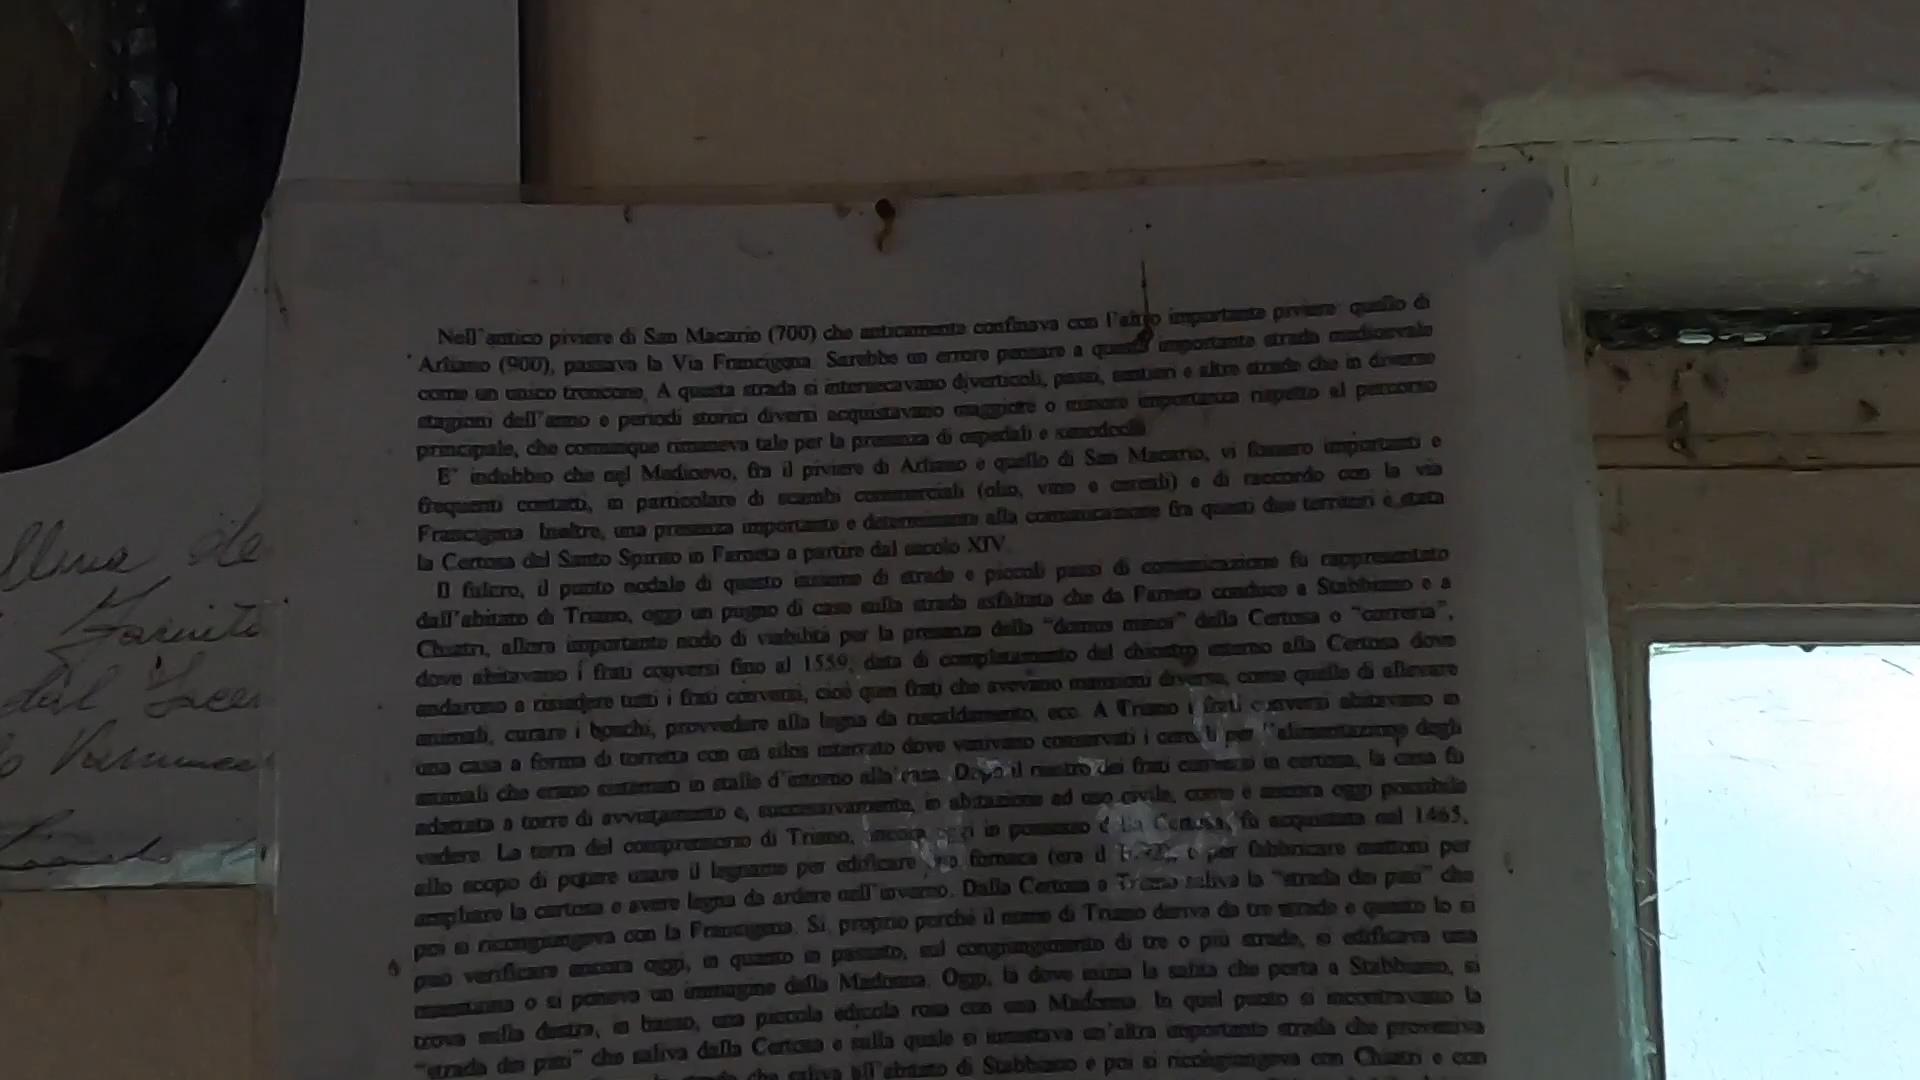 Nell'antico piviere di San Macario (700) che anticamente confinava con l'altro importante piviere quello di
Arliano (900), passava la Via Francigena. Sarebbe un errore pensare a questa importante strada medioevale
come un unico troncone. A questa strada si intersecavano diverticoli, passi, sentieri e altre strade che in diverse
stagioni dell'anno e periodi storici diversi acquistavano maggiore o minore importanza rispetto al percorso
principale, che comunque rimaneva tale per la presenza di ospedali e xenodochi
E' indubbio che nel Medioevo, fra il piviere di Arliano e quello di San Macario, vi fossero importanti e
frequenti contatti, in particolare di scambi commerciali (olio, vino e cereali) e di raccordo con la via
Francigena. Inoltre, una presenza importante e determinante alla comunicazione fra questi due territori è stata
la Certosa del Santo Spirito in Farneta a partire dal secolo XIV.
Il fulcro, il punto nodale di questo insieme di strade e piccoli passi di comunicazione fu rappresentato
dall'abitato di Triano, oggi un pugno di case sulla strada asfaltata che da Farneta conduce a Stabbiano e a
Chiatri, allora importante nodo di viabilità per la presenza della "domus minor" della Certosa o "correria",
dove abitavano i frati conversi fino al 1559, data di completamento del chiostro interno alla Certosa dove
andarono a risiedere tutti i frati conversi, cioè quei frati che avevano mansioni diverse, come quelle di allevare
animali, curare i boschi, provvedere alla legna da riscaldamento, ecc. A Triano i frati conversi abitavano in
una casa a forma di torretta con un silos interrato dove venivano conservati i cereali per l'alimentazione degli
animali che erano sistemati in stalle d'intorno alla casa. Dopo il rientro dei frati conversi in certosa, la casa fu
adattata a torre di avvistamento e, successivamente, in abitazione ad uso civile, come è ancora oggi possibile
vedere. La terra del comprensorio di Triano, ancora oggi in possesso della Certosa, fu acquistata nel 1465,
allo scopo di potere usare il legname per edificare una fornace (era il e per fabbricare mattoni per
ampliare la certosa e avere legna da ardere nell'inverno. Dalla Certosa a Triano saliva la "strada dei pini" che
poi si ricongiungeva con la Francigena. Si, proprio perché il nome di Triano deriva da tre strade e questo lo si
può verificare ancora oggi, in quanto in passato, sul congiungimento di tre o più strade, si edificava una
o si poneva un immagine della Madonna. Oggi, là dove inizia la salita che porta a Stabbiano, si
trova sulla destra, in basso, una piccola edicola rosa con una Madonna. In quel punto si incontravano la
"strada dei pini" che saliva dalla Certosa e sulla quale si innestava un'altra importante strada che proveniva
strada che saliva all'abitato di Stabbiano e poi si ricongiungeva con Chiatri e con